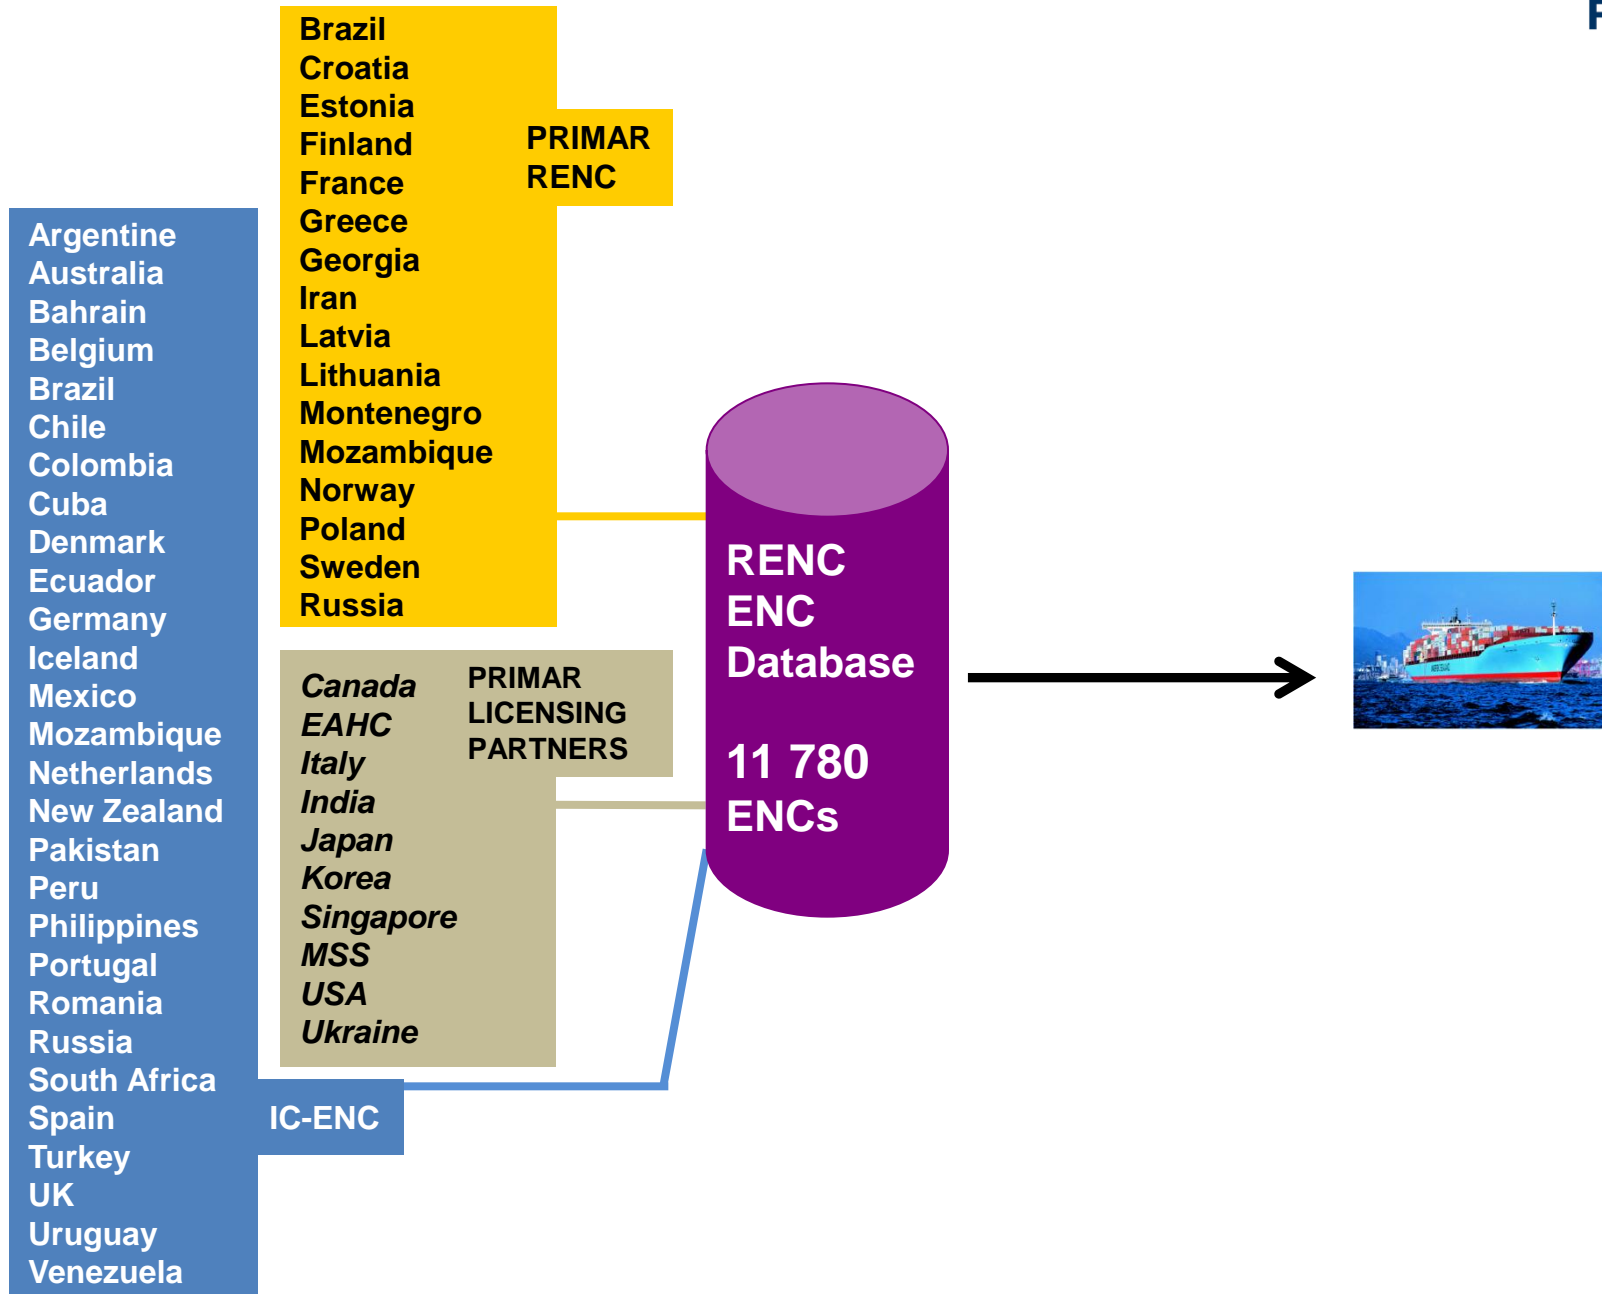 Brazil
Croatia
Estonia
Finland
France
Greece
Georgia
Iran
Latvia
Lithuania
Montenegro
Mozambique
Norway
Poland
Sweden
Russia
PRIMAR
RENC
Argentine
Australia
Bahrain
Belgium
Brazil
Chile
Colombia
Cuba
Denmark
Ecuador
Germany
Iceland
Mexico
Mozambique
Netherlands
New Zealand
Pakistan
Peru
Philippines
Portugal
Romania
Russia
South Africa
Spain
Turkey
UK
Uruguay
Venezuela
IC-ENC
Canada
EAHC
Italy
India
Japan
Korea
Singapore
MSS
USA
Ukraine
PRIMAR
LICENSING
PARTNERS
RENC
ENC
Database
11 780
ENCs